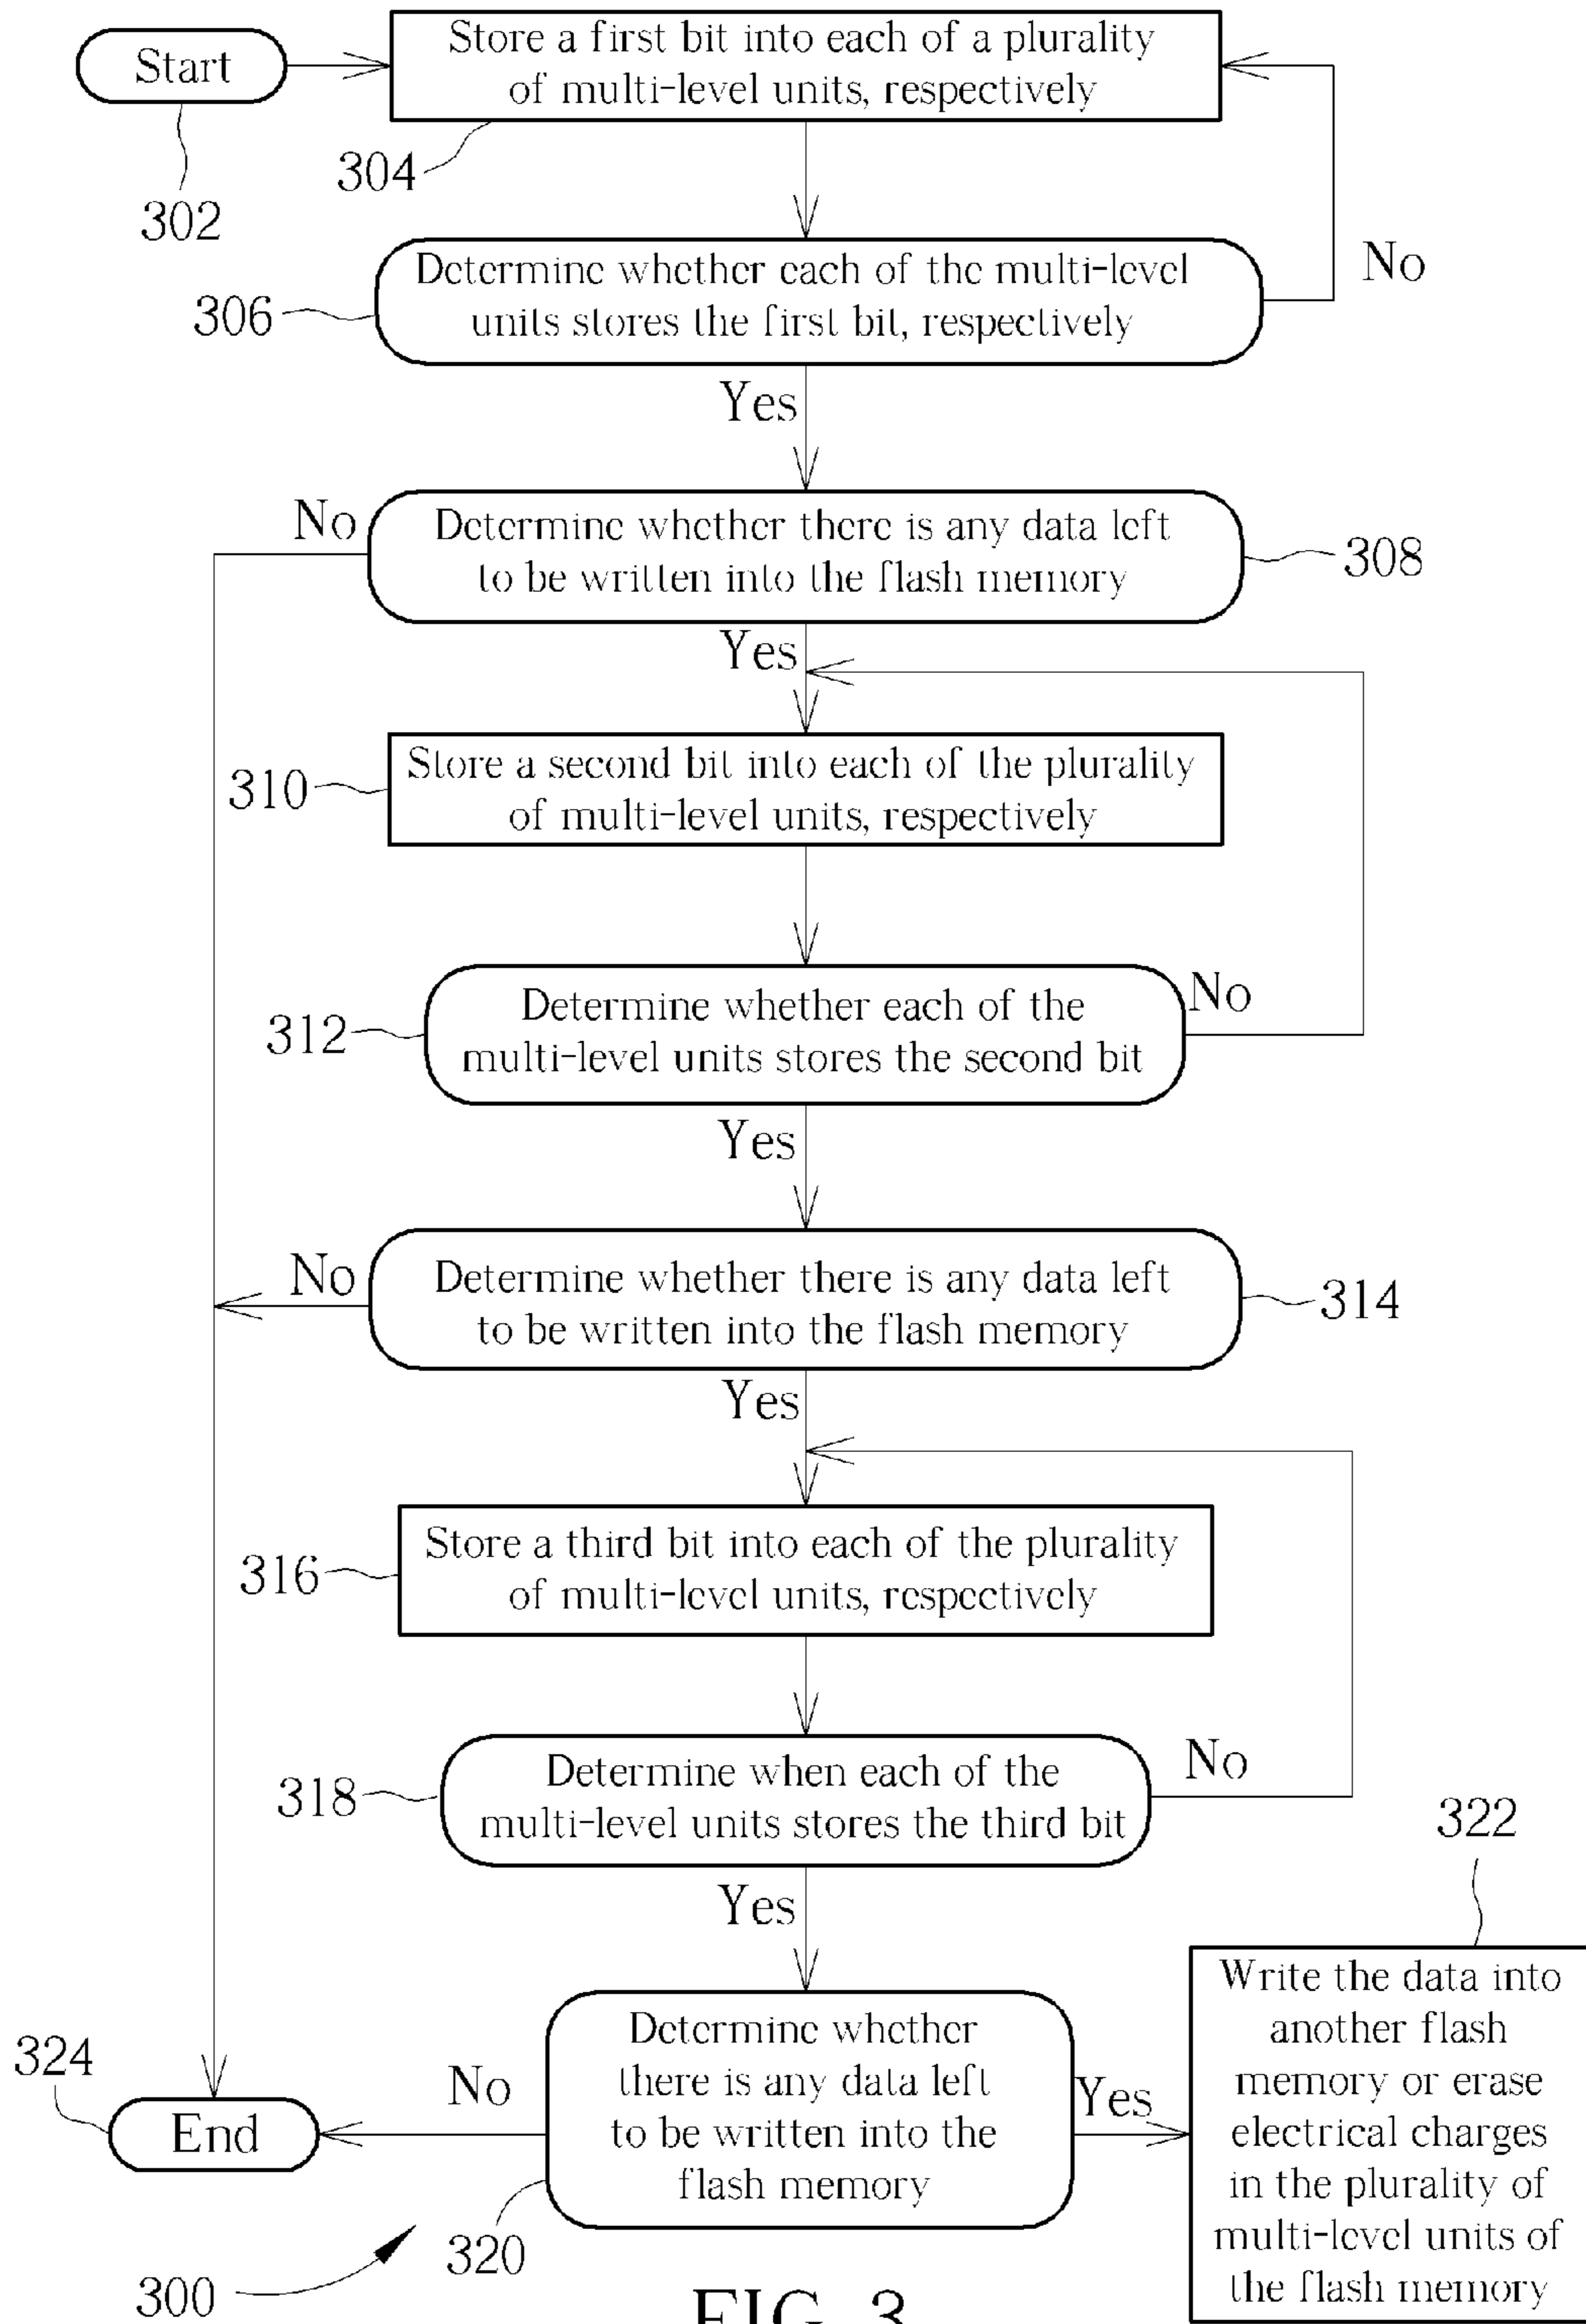 Start
302
Store a first bit into each of a plurality
of multi-level units, respectively
304
No
306
Determine whether each of the multi-level
units stores the first bit, respectively
Yes
No
Determine whether there is any data left
to be written into the flash memory
308
Yes
310
Store a second bit into each of the plurality
of multi-level units, respectively
312
Determine whether each of the
multi-level units stores the second bit
No
Yes
No
Determine whether there is any data left
to be written into the flash memory
314
Yes
316
Store a third bit into each of the plurality
of multi-level units, respectively
318
Determine when each of the
multi-level units stores the third bit
No
Yes
322
Write the data into
another flash
memory or erase
electrical charges
in the plurality of
multi-level units of
the flash memory
324
End
No
Determine whether
there is any data left
to be written into the
flash memory
Yes
320
300
FIG. 3